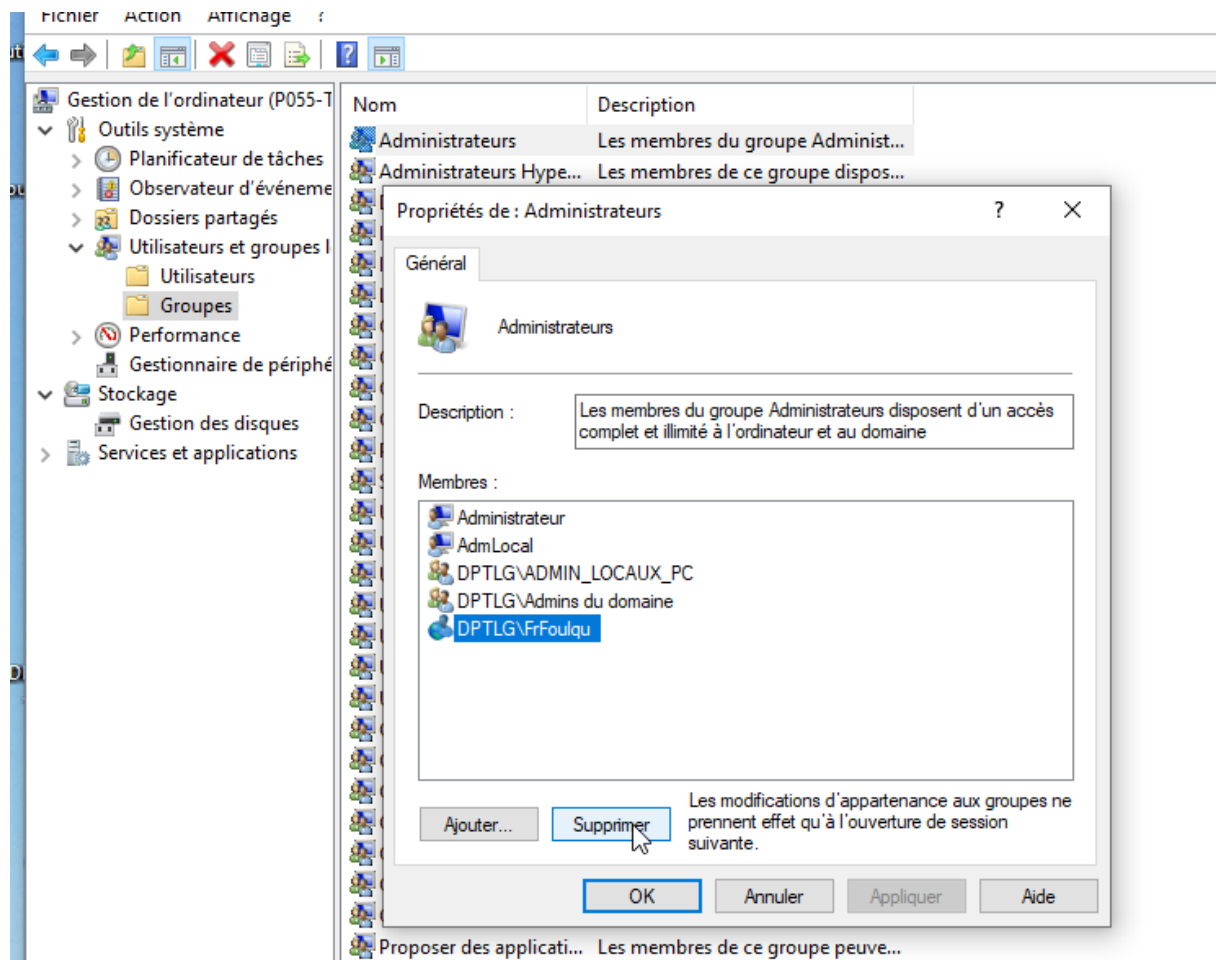 Fichier Action Affichage ?
Gestion de l'ordinateur (P055-T
Outils système
Planificateur de tâches
Observateur d'événeme
Dossiers partagés
Utilisateurs et groupes l
Utilisateurs
Groupes
Performance
Gestionnaire de périphé
Stockage
Gestion des disques
Services et applications
Nom Description
Administrateurs Les membres du groupe Administ...
Administrateurs Hype... Les membres de ce groupe dispos...
Propriétés de : Administrateurs ?
Général
Administrateurs
Description : Les membres du groupe Administrateurs disposent d'un accès
complet et illimité à l'ordinateur et au domaine
Membres :
Administrateur
AdmLocal
DPTLG\ADMIN_LOCAUX_PC
DPTLG\Admins du domaine
DPTLG\FrFoulqu
Ajouter... Supprimer
Les modifications d'appartenance aux groupes ne
prennent effet qu'à l'ouverture de session
suivante.
OK Annuler Appliquer Aide
Proposer des applicati... Les membres de ce groupe peuve...